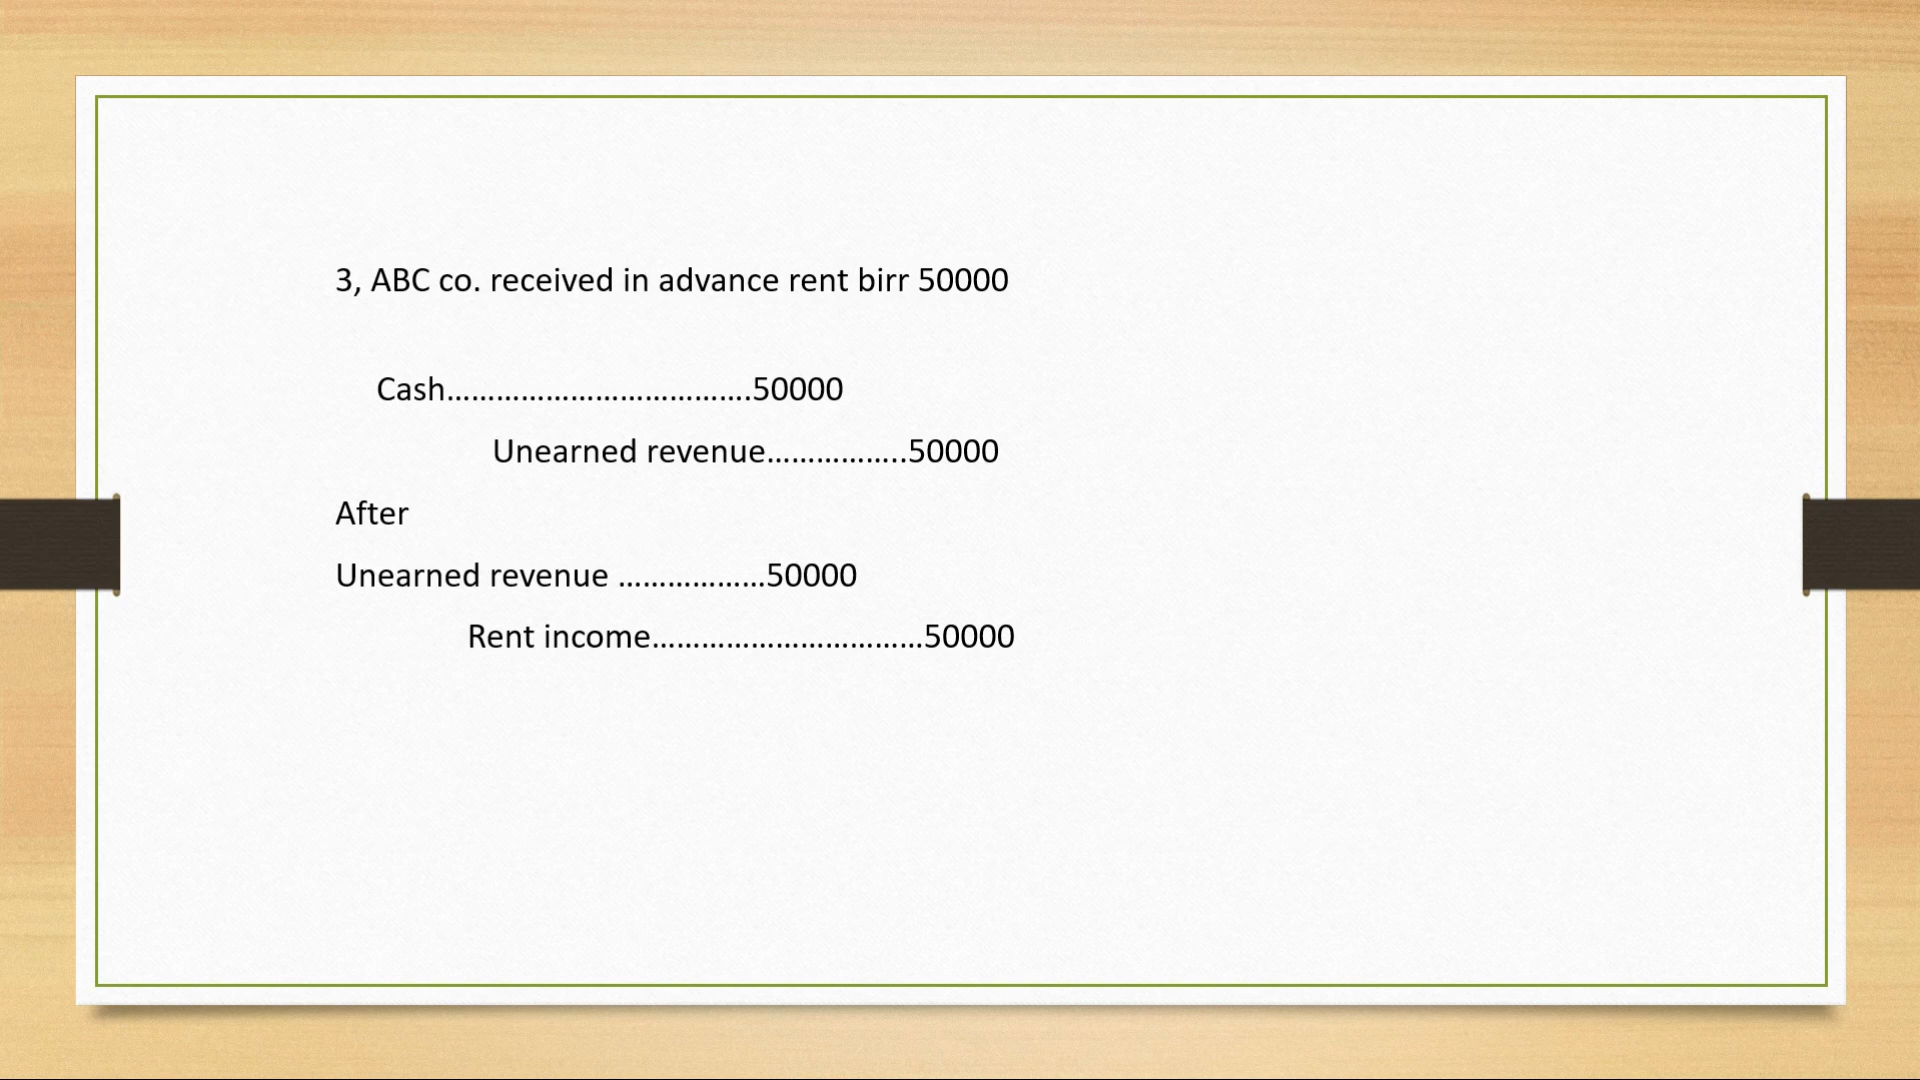 3, ABC co. received in advance rent birr 50000
Cash……………………………….50000
Unearned revenue……………..50000
After
Unearned revenue ………………50000
Rent income……………………………50000